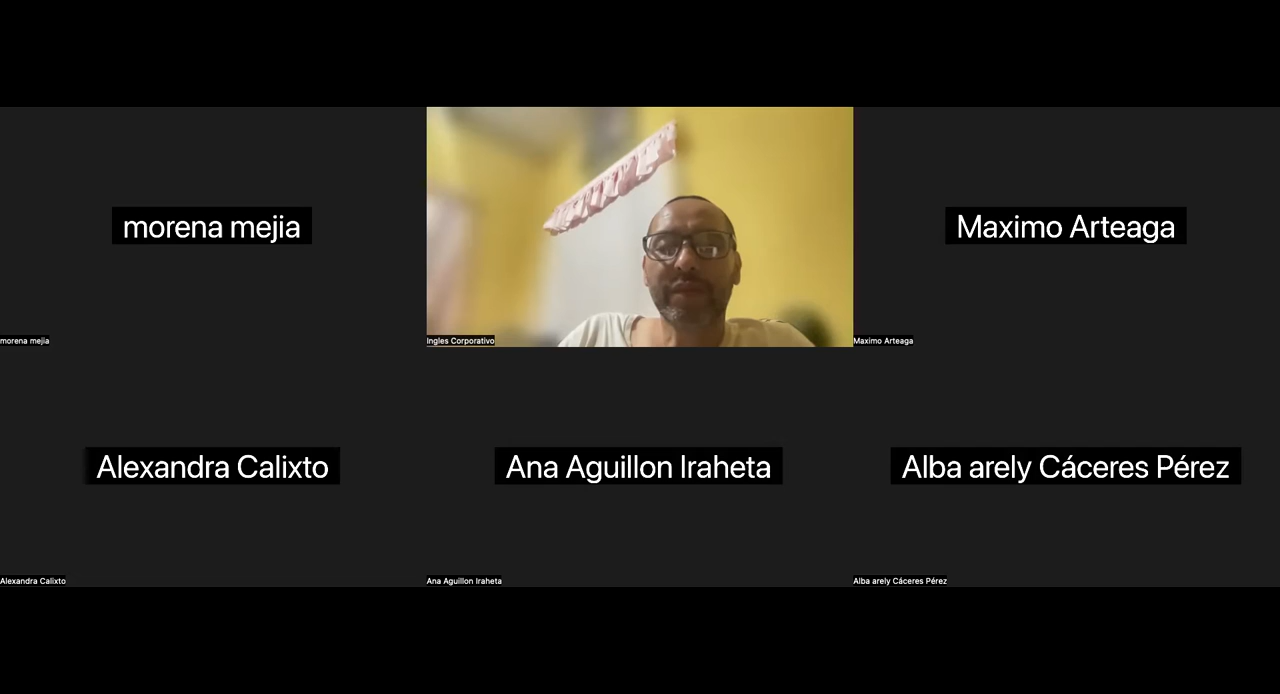 morena mejia
Maximo Arteaga
morena mejia
Ingles Corporativo
Maximo Arteaga
Alexandra Calixto
Ana Aguillon Iraheta
Alba arely Cáceres Pérez
Alexandra Calixto
Ana Aguillon Iraheta
Alba arely Cáceres Pérez